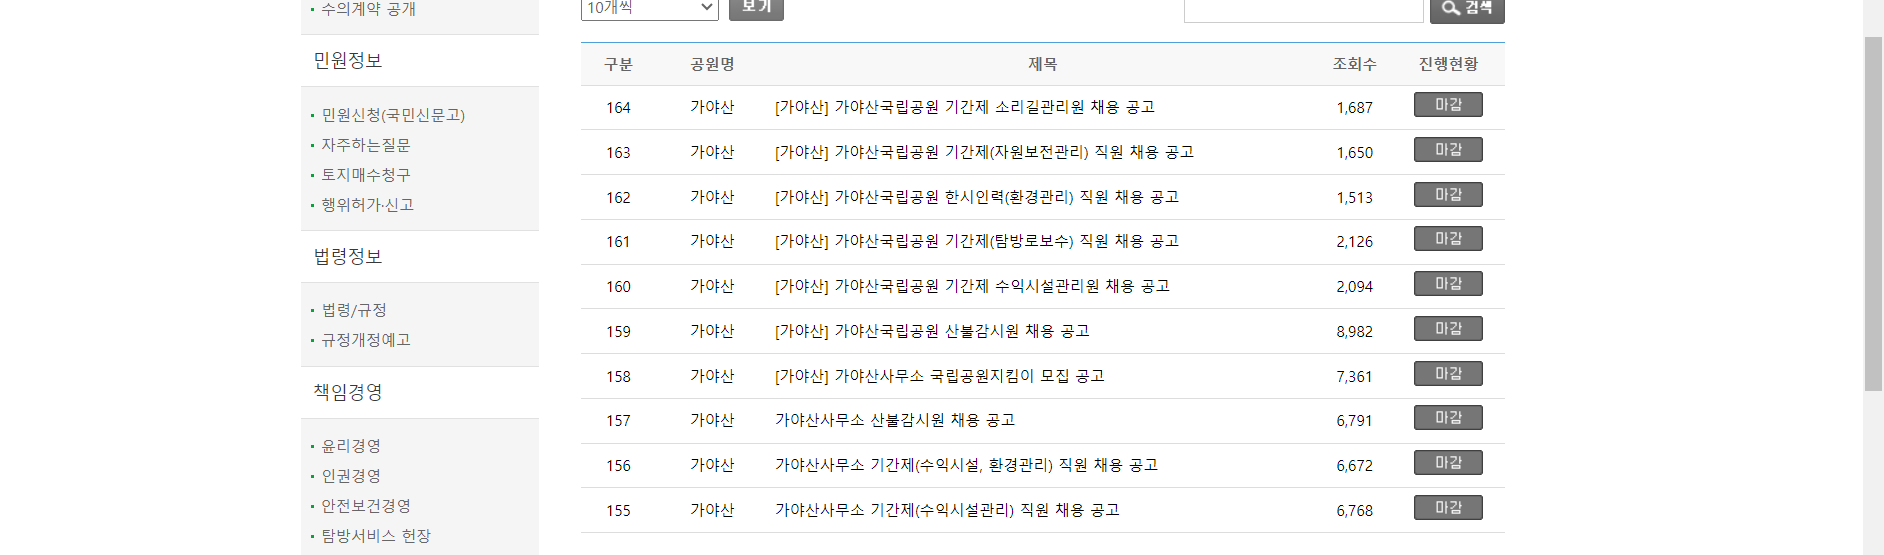 수의계약 공개
민원정보
민원신청(국민신문고)
자주하는질문
토지매수청구
행위허가·신고
법령정보
법령/규정
규정개정예고
책임경영
윤리경영
인권경영
안전보건경영
탐방서비스 헌장
10개씩 보기 검색
구분 공원명 제목 조회수 진행현황
164 가야산 [가야산] 가야산국립공원 기간제 소리길관리원 채용 공고 1,687 마감
163 가야산 [가야산] 가야산국립공원 기간제(자원보전관리) 직원 채용 공고 1,650 마감
162 가야산 [가야산] 가야산국립공원 한시인력(환경관리) 직원 채용 공고 1,513 마감
161 가야산 [가야산] 가야산국립공원 기간제(탐방로보수) 직원 채용 공고 2,126 마감
160 가야산 [가야산] 가야산국립공원 기간제 수익시설관리원 채용 공고 2,094 마감
159 가야산 [가야산] 가야산국립공원 산불감시원 채용 공고 8,982 마감
158 가야산 [가야산] 가야산사무소 국립공원지킴이 모집 공고 7,361 마감
157 가야산 가야산사무소 산불감시원 채용 공고 6,791 마감
156 가야산 가야산사무소 기간제(수익시설, 환경관리) 직원 채용 공고 6,672 마감
155 가야산 가야산사무소 기간제(수익시설관리) 직원 채용 공고 6,768 마감